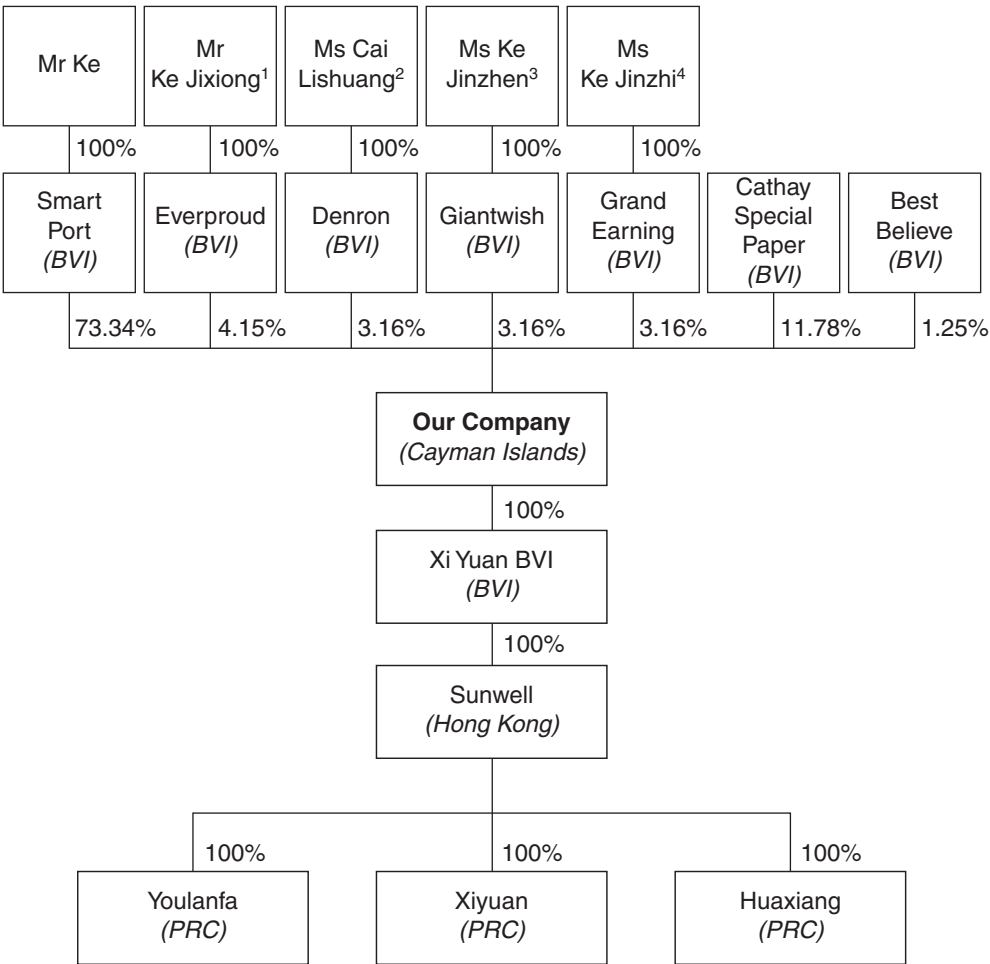 Mr Ke
Mr
Ke Jixiong¹
Ms Cai
Lishuang²
Ms Ke
Jinzhen³
Ms
Ke Jinzhi⁴
100%
100%
100%
100%
100%
Smart
Port
(BVI)
Everproud
(BVI)
Denron
(BVI)
Giantwish
(BVI)
Grand
Earning
(BVI)
Cathay
Special
Paper
(BVI)
Best
Believe
(BVI)
73.34%
4.15%
3.16%
3.16%
3.16%
11.78%
1.25%
Our Company
(Cayman Islands)
100%
Xi Yuan BVI
(BVI)
100%
Sunwell
(Hong Kong)
100%
100%
100%
Youlanfa
(PRC)
Xiyuan
(PRC)
Huaxiang
(PRC)